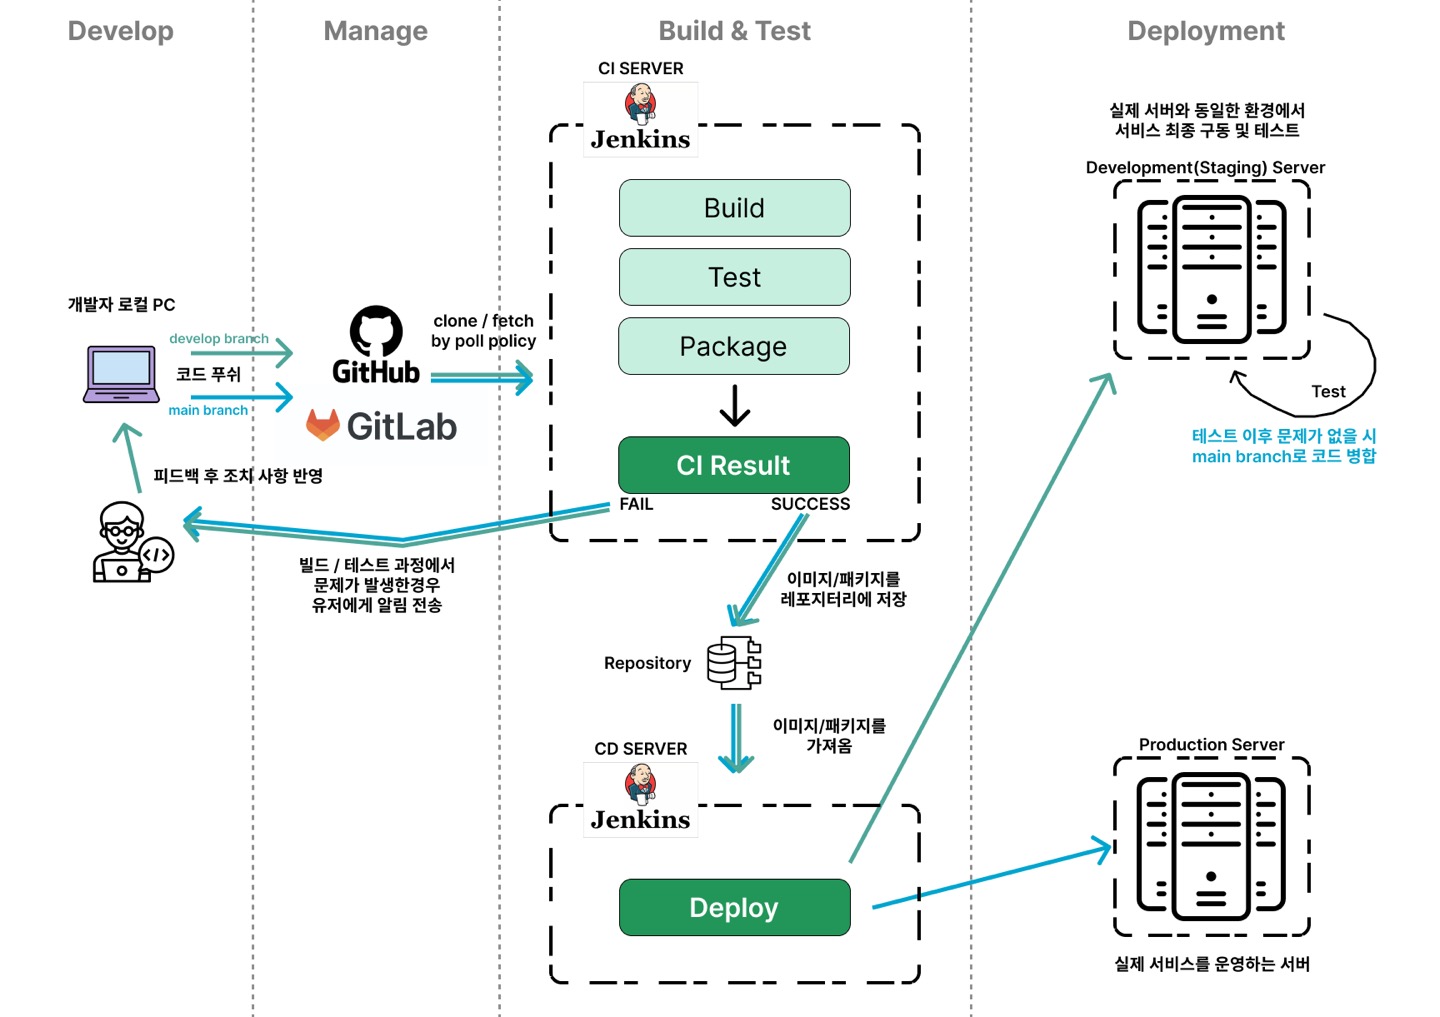 Develop
Manage
Build & Test
Deployment
CI SERVER
Jenkins
Build
Test
Package
CI Result
FAIL
SUCCESS
개발자 로컬 PC
develop branch
코드 푸쉬
main branch
GitHub
GitLab
clone / fetch
by poll policy
피드백 후 조치 사항 반영
</>
빌드 / 테스트 과정에서
문제가 발생한경우
유저에게 알림 전송
이미지/패키지를
레포지터리에 저장
Repository
이미지/패키지를
가져옴
CD SERVER
Jenkins
Deploy
실제 서버와 동일한 환경에서
서비스 최종 구동 및 테스트
Development(Staging) Server
Test
테스트 이후 문제가 없을 시
main branch로 코드 병합
Production Server
실제 서비스를 운영하는 서버